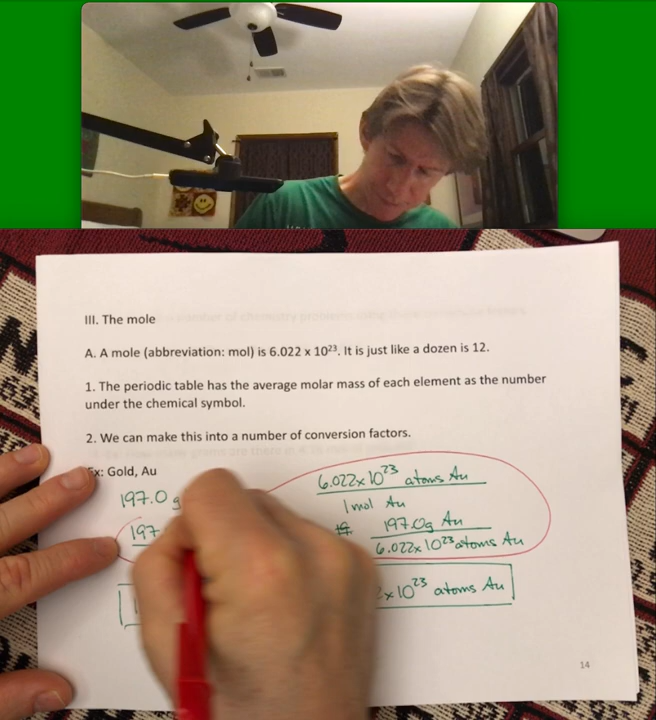 III. The mole
A. A mole (abbreviation: mol) is 6.022 x 10²³. It is just like a dozen is 12.
1. The periodic table has the average molar mass of each element as the number
under the chemical symbol.
2. We can make this into a number of conversion factors.
Ex: Gold, Au
197.0 g
197
6.022x10²³ atoms Au
1 mol Au
197.0g Au
6.022x10²³ atoms Au
x10²³ atoms Au
14